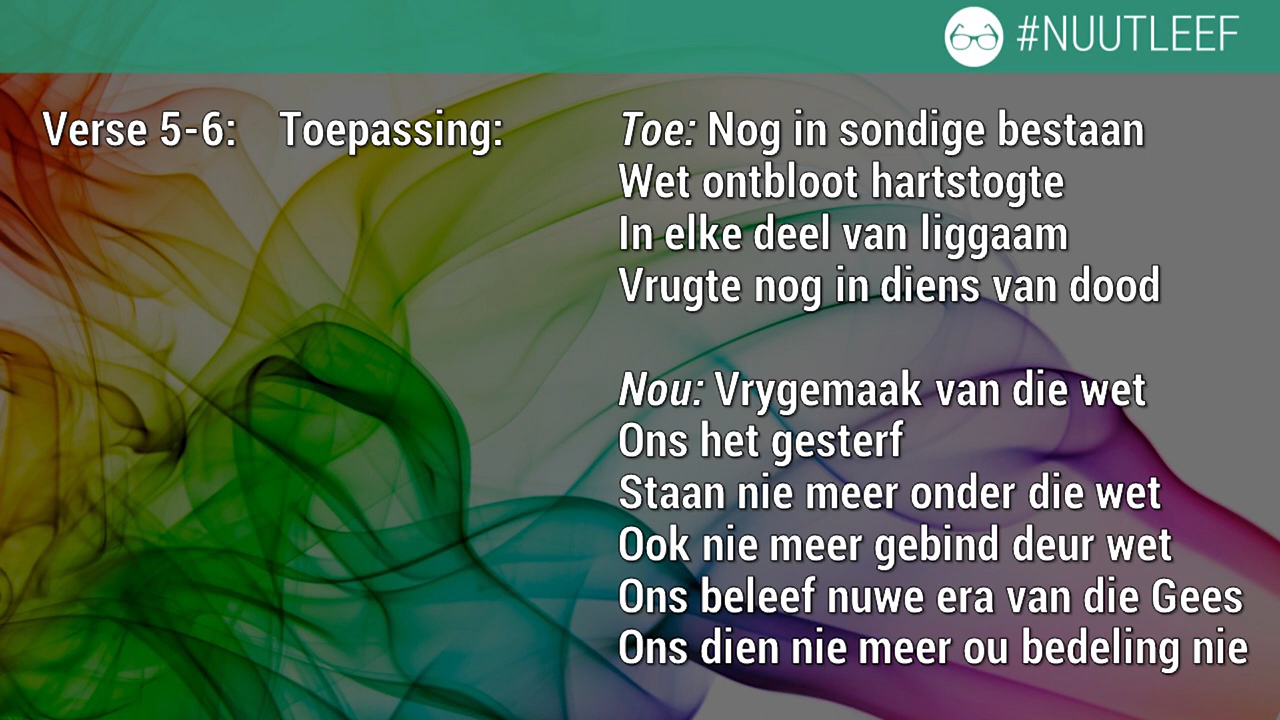 #NUUTLEEF
Verse 5-6: Toepassing: Toe: Nog in sondige bestaan
Wet ontbloot hartstogte
In elke deel van liggaam
Vrugte nog in diens van dood
Nou: Vrygemaak van die wet
Ons het gesterf
Staan nie meer onder die wet
Ook nie meer gebind deur wet
Ons beleef nuwe era van die Gees
Ons dien nie meer ou bedeling nie